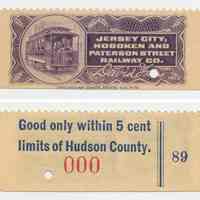 JERSEY CITY,
HOBOKEN AND
PATERSON STREET
RAILWAY CO.
Good only within 5 cent
limits of Hudson County.
000
89